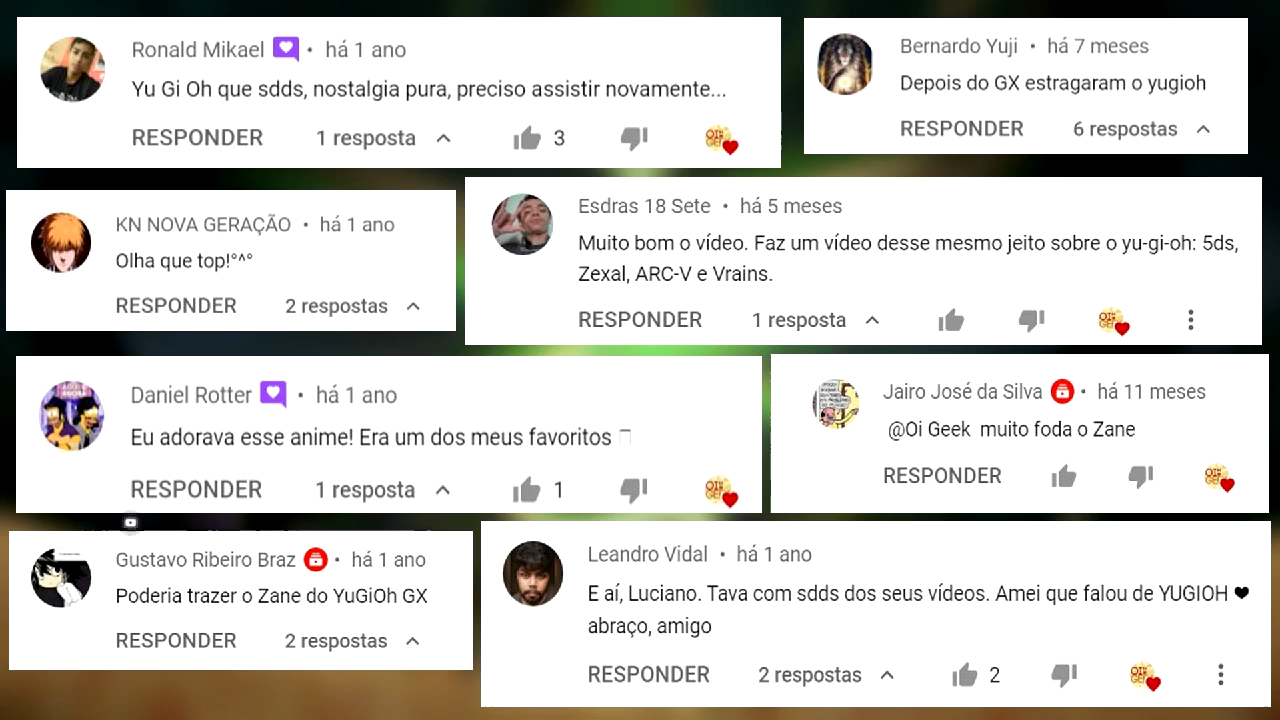 Ronald Mikael • há 1 ano
Yu Gi Oh que sdds, nostalgia pura, preciso assistir novamente...
RESPONDER 1 resposta 3
Bernardo Yuji • há 7 meses
Depois do GX estragaram o yugioh
RESPONDER 6 respostas
KN NOVA GERAÇÃO • há 1 ano
Olha que top!°^^°
RESPONDER 2 respostas
Esdras 18 Sete • há 5 meses
Muito bom o vídeo. Faz um vídeo desse mesmo jeito sobre o yu-gi-oh: 5ds,
Zexal, ARC-V e Vrains.
RESPONDER 1 resposta
Daniel Rotter • há 1 ano
Eu adorava esse anime! Era um dos meus favoritos
RESPONDER 1 resposta 1
Jairo José da Silva • há 11 meses
@Oi Geek muito foda o Zane
RESPONDER
Gustavo Ribeiro Braz • há 1 ano
Poderia trazer o Zane do YuGiOh GX
RESPONDER 2 respostas
Leandro Vidal • há 1 ano
E aí, Luciano. Tava com sdds dos seus vídeos. Amei que falou de YUGIOH ♥
abraço, amigo
RESPONDER 2 respostas 2